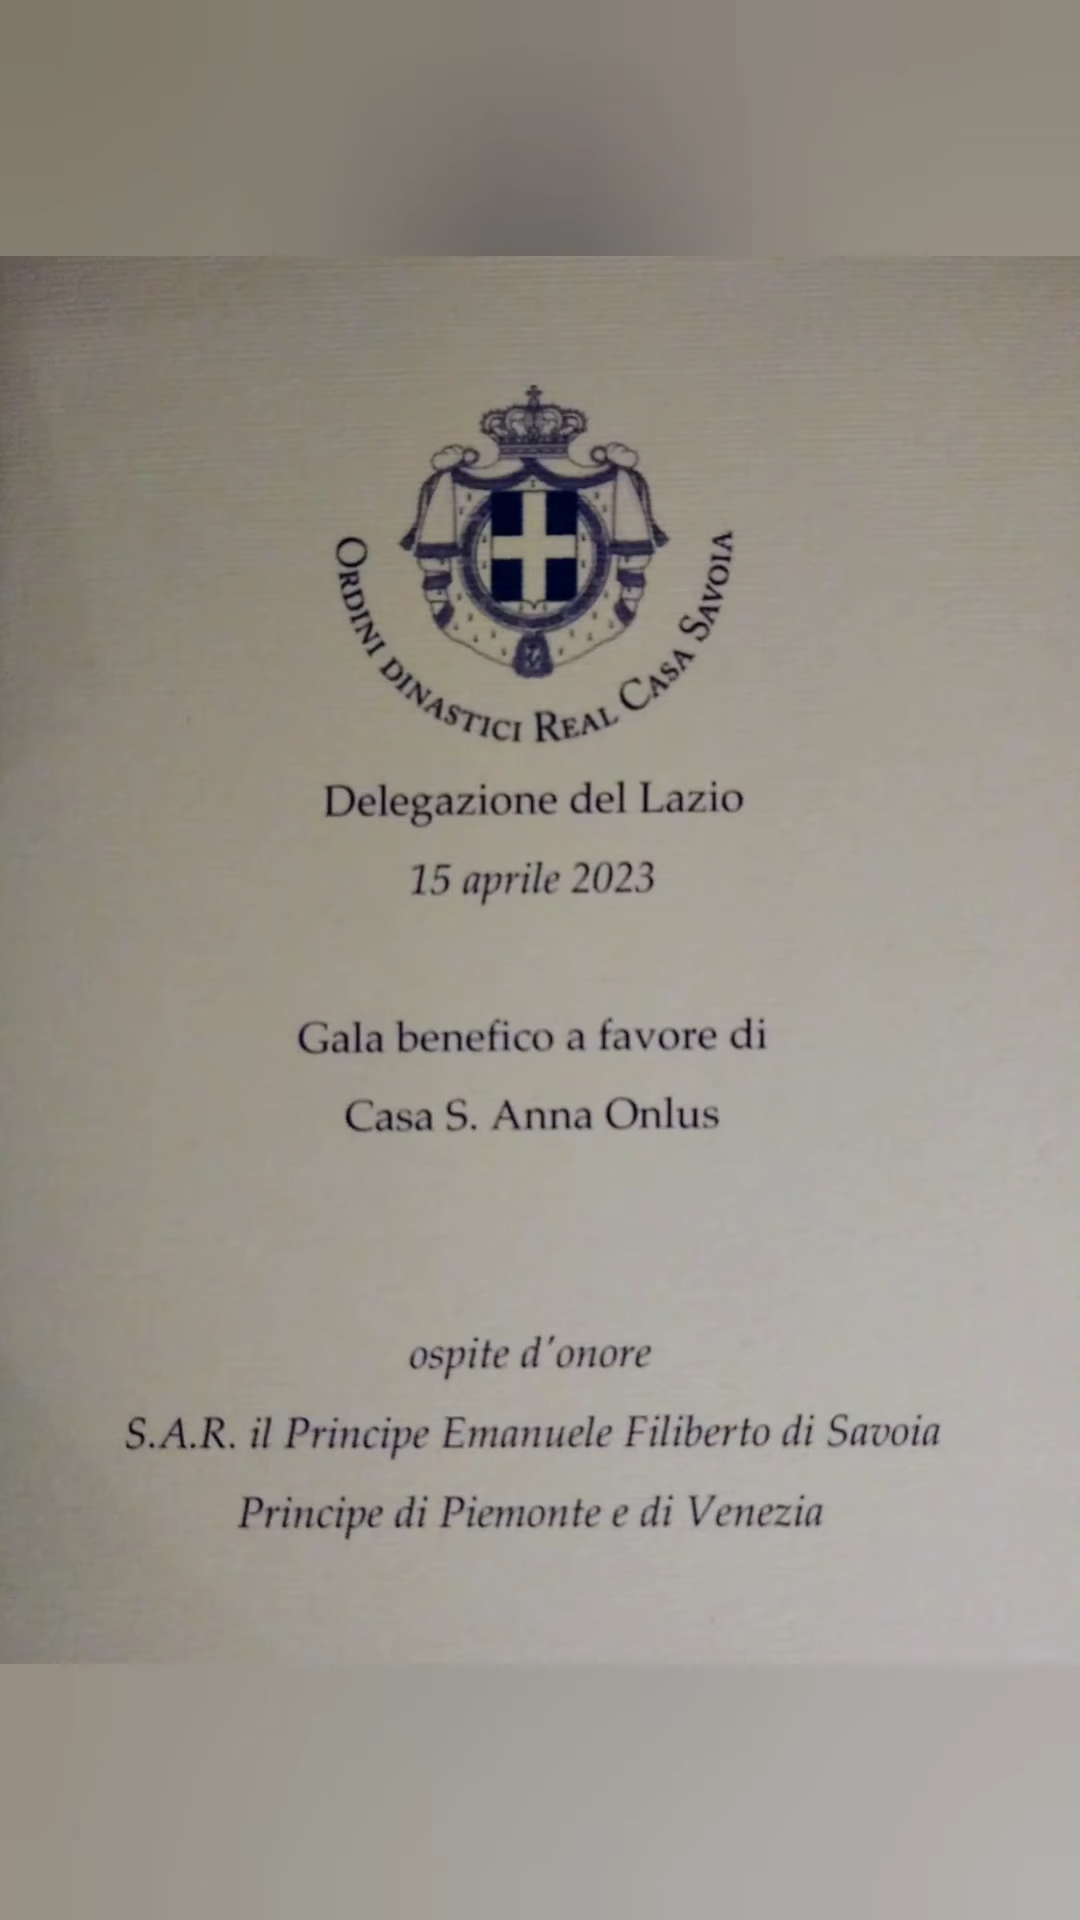 ORDINI DINASTICI REAL CASA SAVOIA
Delegazione del Lazio
15 aprile 2023
Gala benefico a favore di
Casa S. Anna Onlus
ospite d'onore
S.A.R. il Principe Emanuele Filiberto di Savoia
Principe di Piemonte e di Venezia